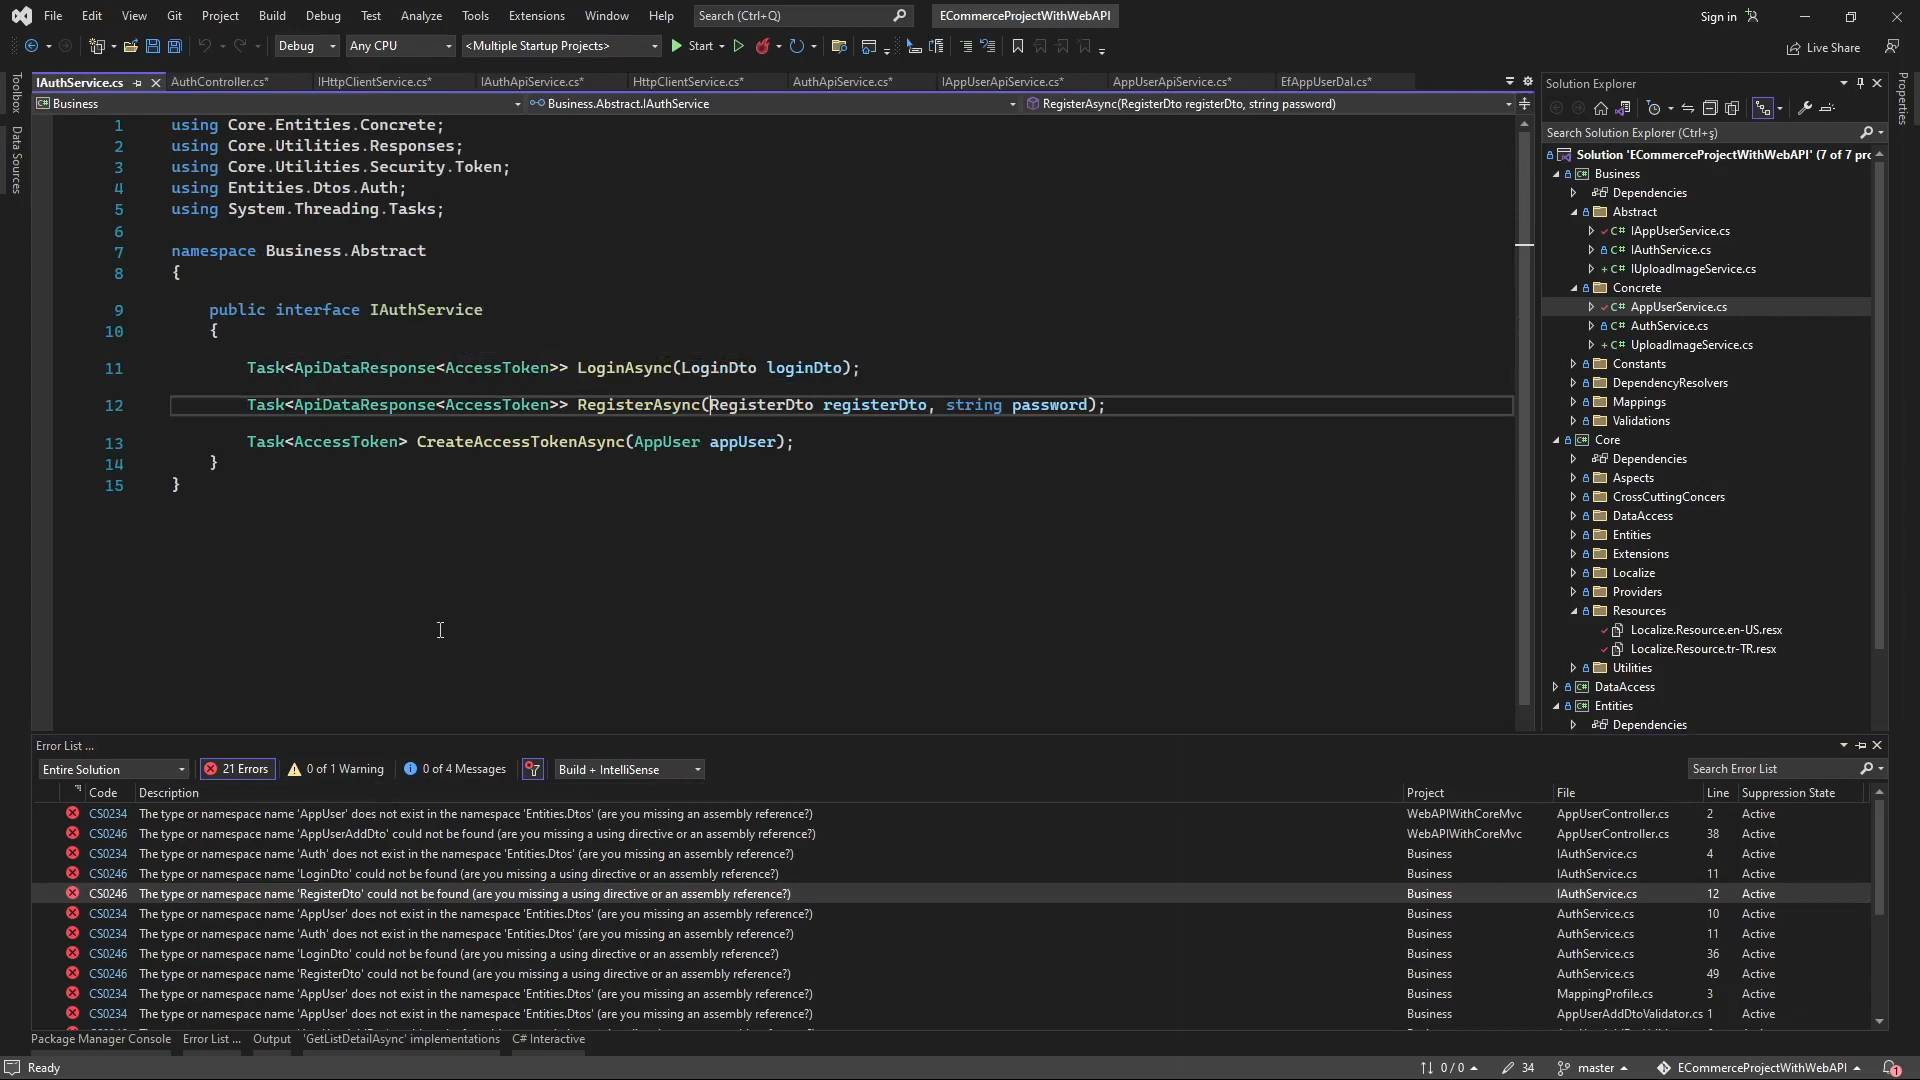 File Edit View Git Project Build Debug Test Analyze Tools Extensions Window Help Search (Ctrl+Q) ECommerceProjectWithWebAPI Sign in
Debug Any CPU <Multiple Startup Projects> Start Live Share
IAuthService.cs AuthController.cs* IHttpClientService.cs* IAuthApiService.cs* HttpClientService.cs* AuthApiService.cs* IAppUserApiService.cs* AppUserApiService.cs* EfAppUserDal.cs*
Business Business.Abstract.IAuthService RegisterAsync(RegisterDto registerDto, string password)
Toolbox
Data Sources
1 using Core.Entities.Concrete;
2 using Core.Utilities.Responses;
3 using Core.Utilities.Security.Token;
4 using Entities.Dtos.Auth;
5 using System.Threading.Tasks;
6
7 namespace Business.Abstract
8 {
9 public interface IAuthService
10 {
11 Task<ApiDataResponse<AccessToken>> LoginAsync(LoginDto loginDto);
12 Task<ApiDataResponse<AccessToken>> RegisterAsync(RegisterDto registerDto, string password);
13 Task<AccessToken> CreateAccessTokenAsync(AppUser appUser);
14 }
15 }
Solution Explorer
Search Solution Explorer (Ctrl+ş)
Solution 'ECommerceProjectWithWebAPI' (7 of 7 pro
Business
Dependencies
Abstract
C# IAppUserService.cs
C# IAuthService.cs
C# IUploadImageService.cs
Concrete
C# AppUserService.cs
C# AuthService.cs
C# UploadImageService.cs
Constants
DependencyResolvers
Mappings
Validations
Core
Dependencies
Aspects
CrossCuttingConcers
DataAccess
Entities
Extensions
Localize
Providers
Resources
Localize.Resource.en-US.resx
Localize.Resource.tr-TR.resx
Utilities
DataAccess
Entities
Dependencies
Properties
Error List ...
Entire Solution 21 Errors 0 of 1 Warning 0 of 4 Messages Build + IntelliSense Search Error List
Code Description Project File Line Suppression State
CS0234 The type or namespace name 'AppUser' does not exist in the namespace 'Entities.Dtos' (are you missing an assembly reference?) WebAPIWithCoreMvc AppUserController.cs 2 Active
CS0246 The type or namespace name 'AppUserAddDto' could not be found (are you missing a using directive or an assembly reference?) WebAPIWithCoreMvc AppUserController.cs 38 Active
CS0234 The type or namespace name 'Auth' does not exist in the namespace 'Entities.Dtos' (are you missing an assembly reference?) Business IAuthService.cs 4 Active
CS0246 The type or namespace name 'LoginDto' could not be found (are you missing a using directive or an assembly reference?) Business IAuthService.cs 11 Active
CS0246 The type or namespace name 'RegisterDto' could not be found (are you missing a using directive or an assembly reference?) Business IAuthService.cs 12 Active
CS0234 The type or namespace name 'AppUser' does not exist in the namespace 'Entities.Dtos' (are you missing an assembly reference?) Business AuthService.cs 10 Active
CS0234 The type or namespace name 'Auth' does not exist in the namespace 'Entities.Dtos' (are you missing an assembly reference?) Business AuthService.cs 11 Active
CS0246 The type or namespace name 'LoginDto' could not be found (are you missing a using directive or an assembly reference?) Business AuthService.cs 36 Active
CS0246 The type or namespace name 'RegisterDto' could not be found (are you missing a using directive or an assembly reference?) Business AuthService.cs 49 Active
CS0234 The type or namespace name 'AppUser' does not exist in the namespace 'Entities.Dtos' (are you missing an assembly reference?) Business MappingProfile.cs 3 Active
CS0234 The type or namespace name 'AppUser' does not exist in the namespace 'Entities.Dtos' (are you missing an assembly reference?) Business AppUserAddDtoValidator.cs 1 Active
Package Manager Console Error List ... Output 'GetListDetailAsync' implementations C# Interactive
Ready 0 / 0 34 master ECommerceProjectWithWebAPI 1